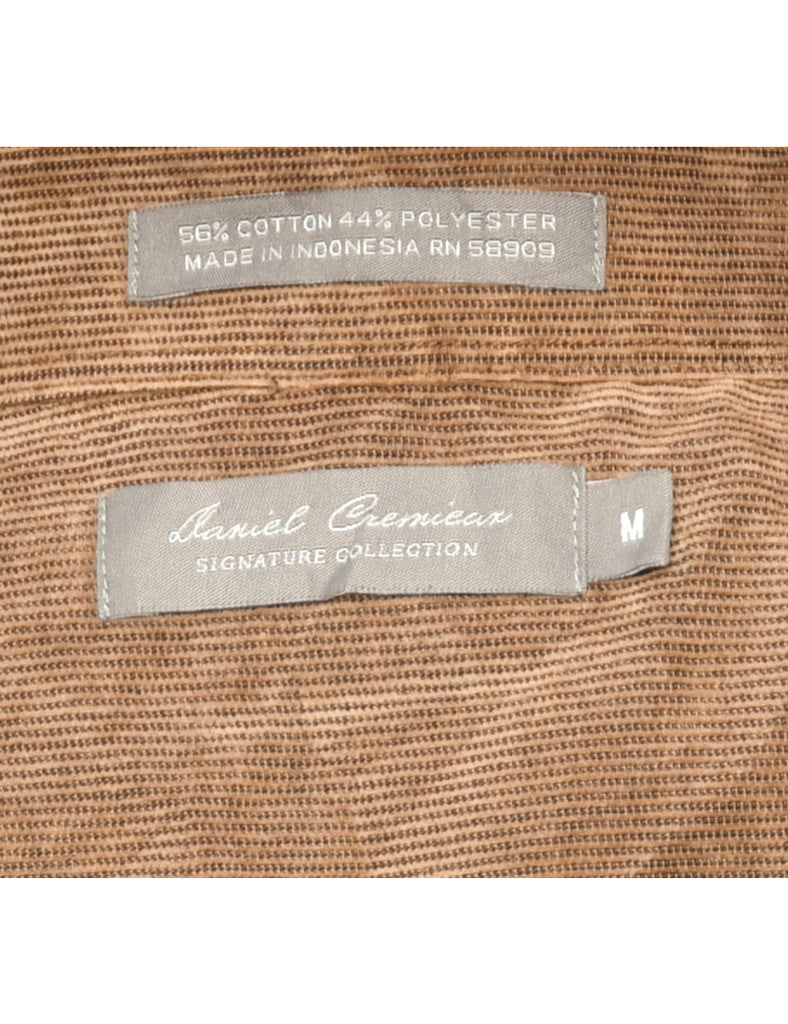 56% COTTON 44% POLYESTER
MADE IN INDONESIA RN 58909
Daniel Cremieux
SIGNATURE COLLECTION
M